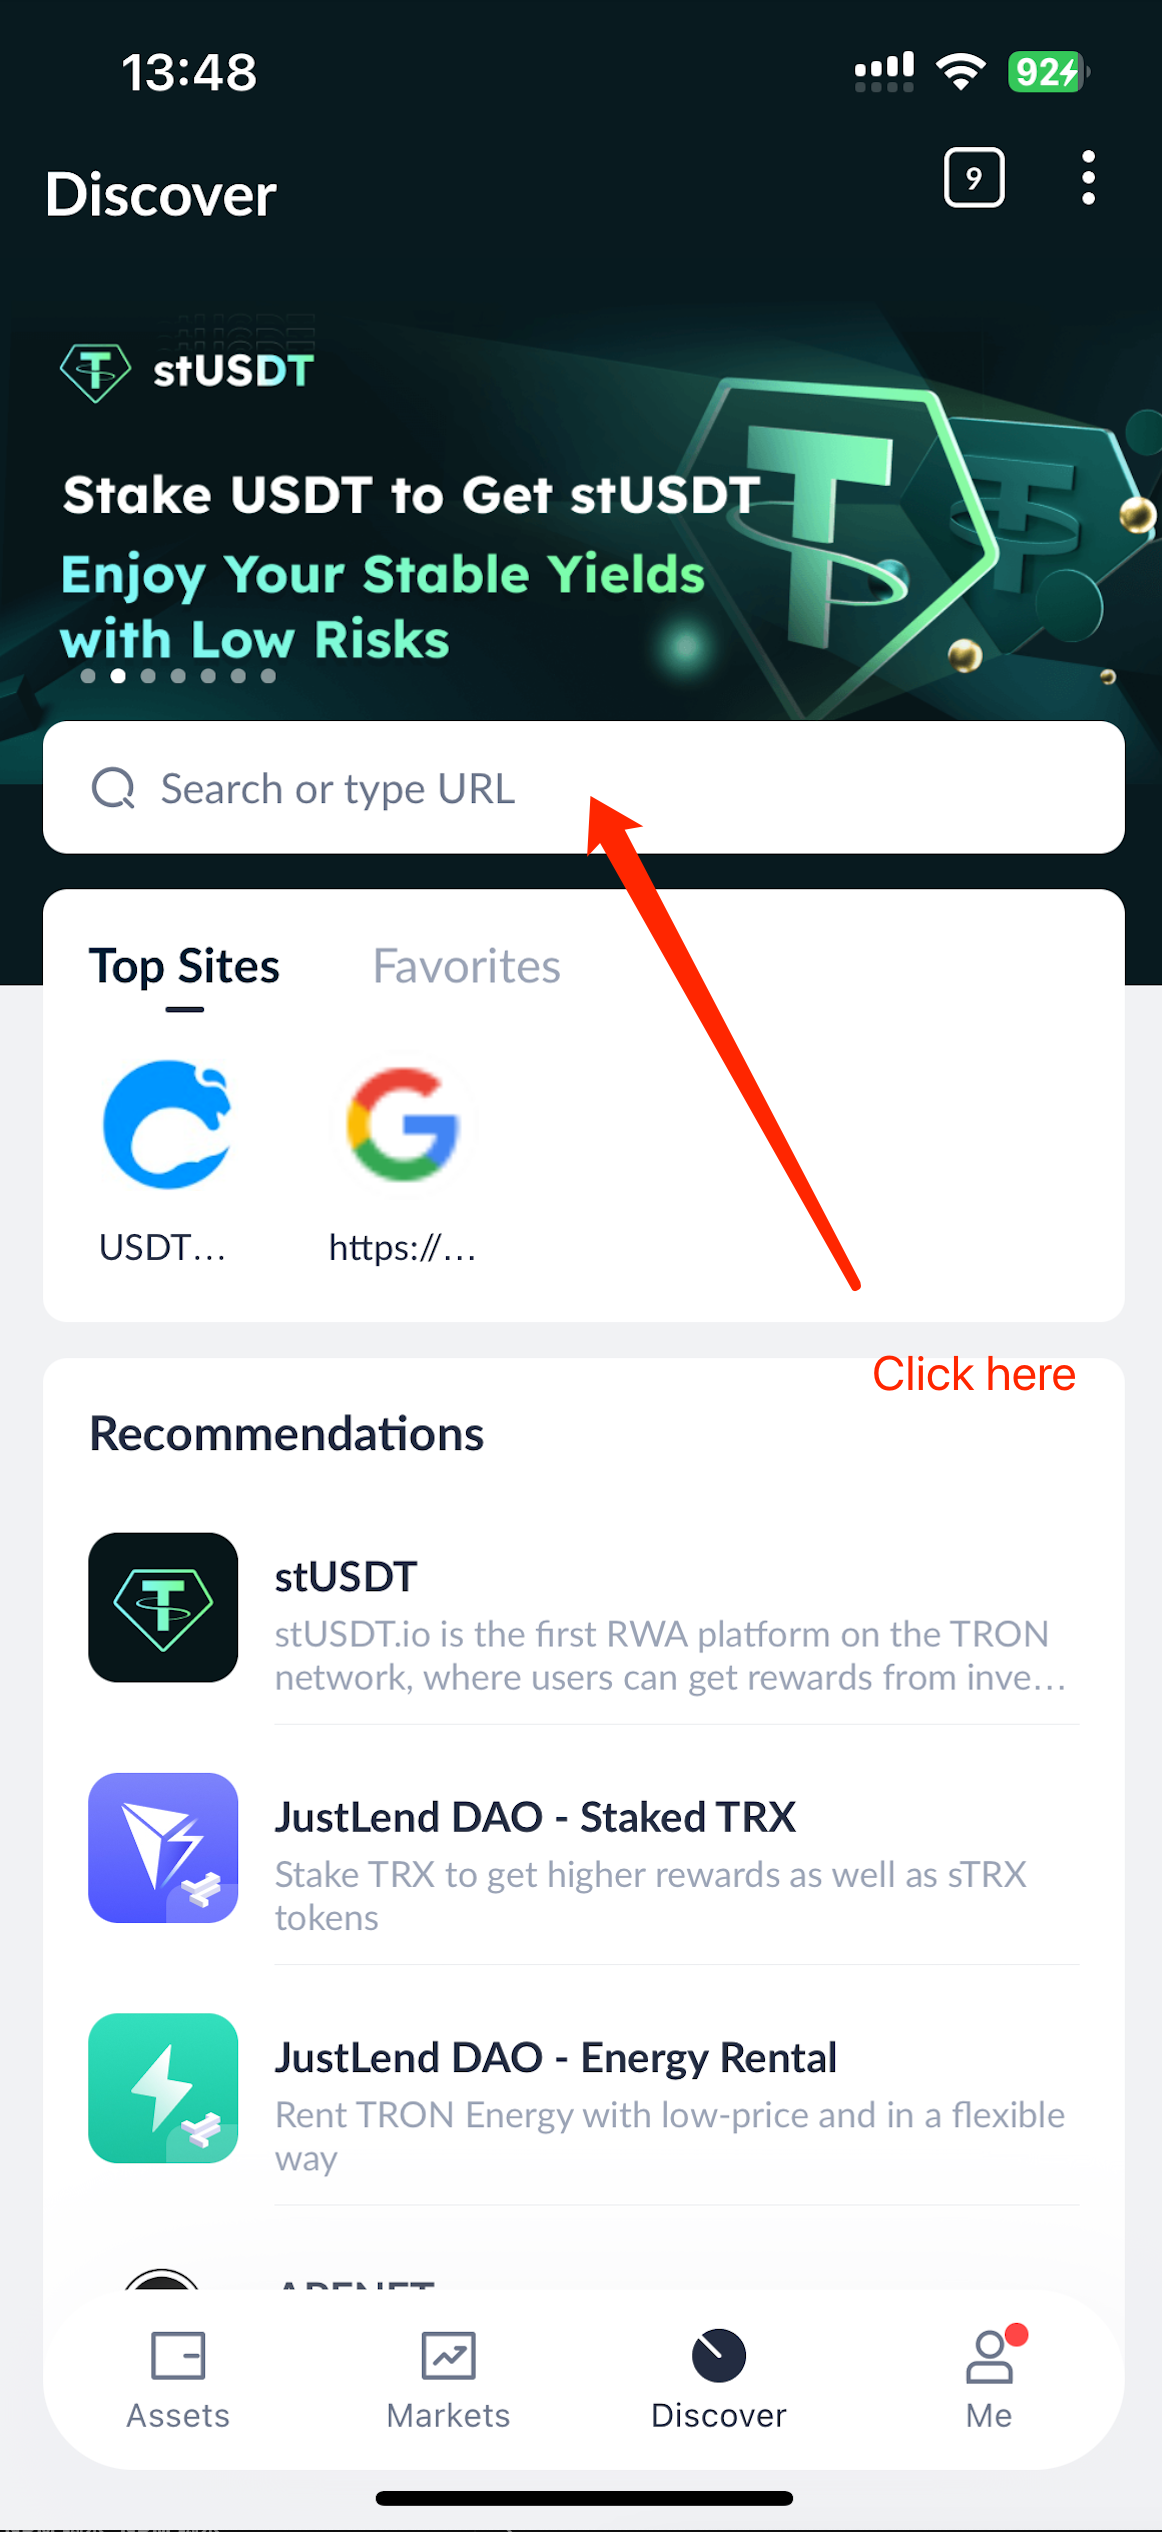 13:48
92
Discover
9
stUSDT
Stake USDT to Get stUSDT
Enjoy Your Stable Yields
with Low Risks
Search or type URL
Top Sites
Favorites
USDT...
https://...
Click here
Recommendations
stUSDT
stUSDT.io is the first RWA platform on the TRON
network, where users can get rewards from inve...
JustLend DAO - Staked TRX
Stake TRX to get higher rewards as well as sTRX
tokens
JustLend DAO - Energy Rental
Rent TRON Energy with low-price and in a flexible
way
Assets
Markets
Discover
Me